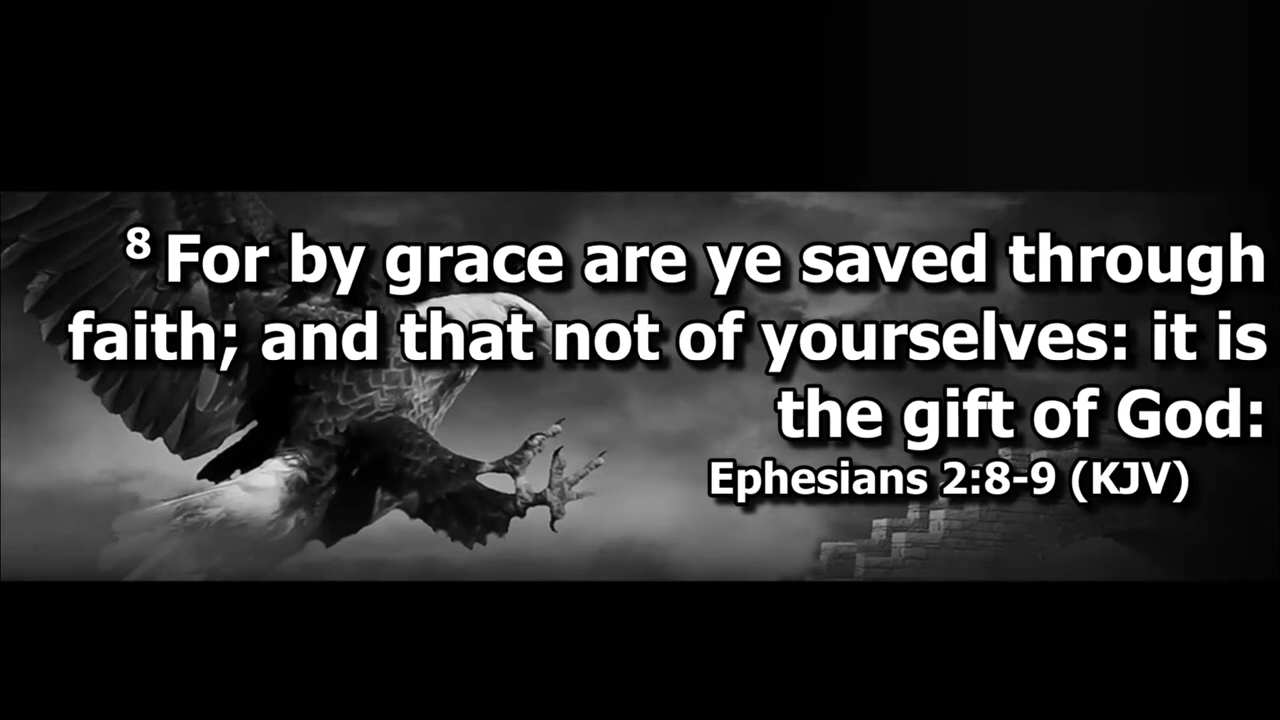 8 For by grace are ye saved through
faith; and that not of yourselves: it is
the gift of God:
Ephesians 2:8-9 (KJV)